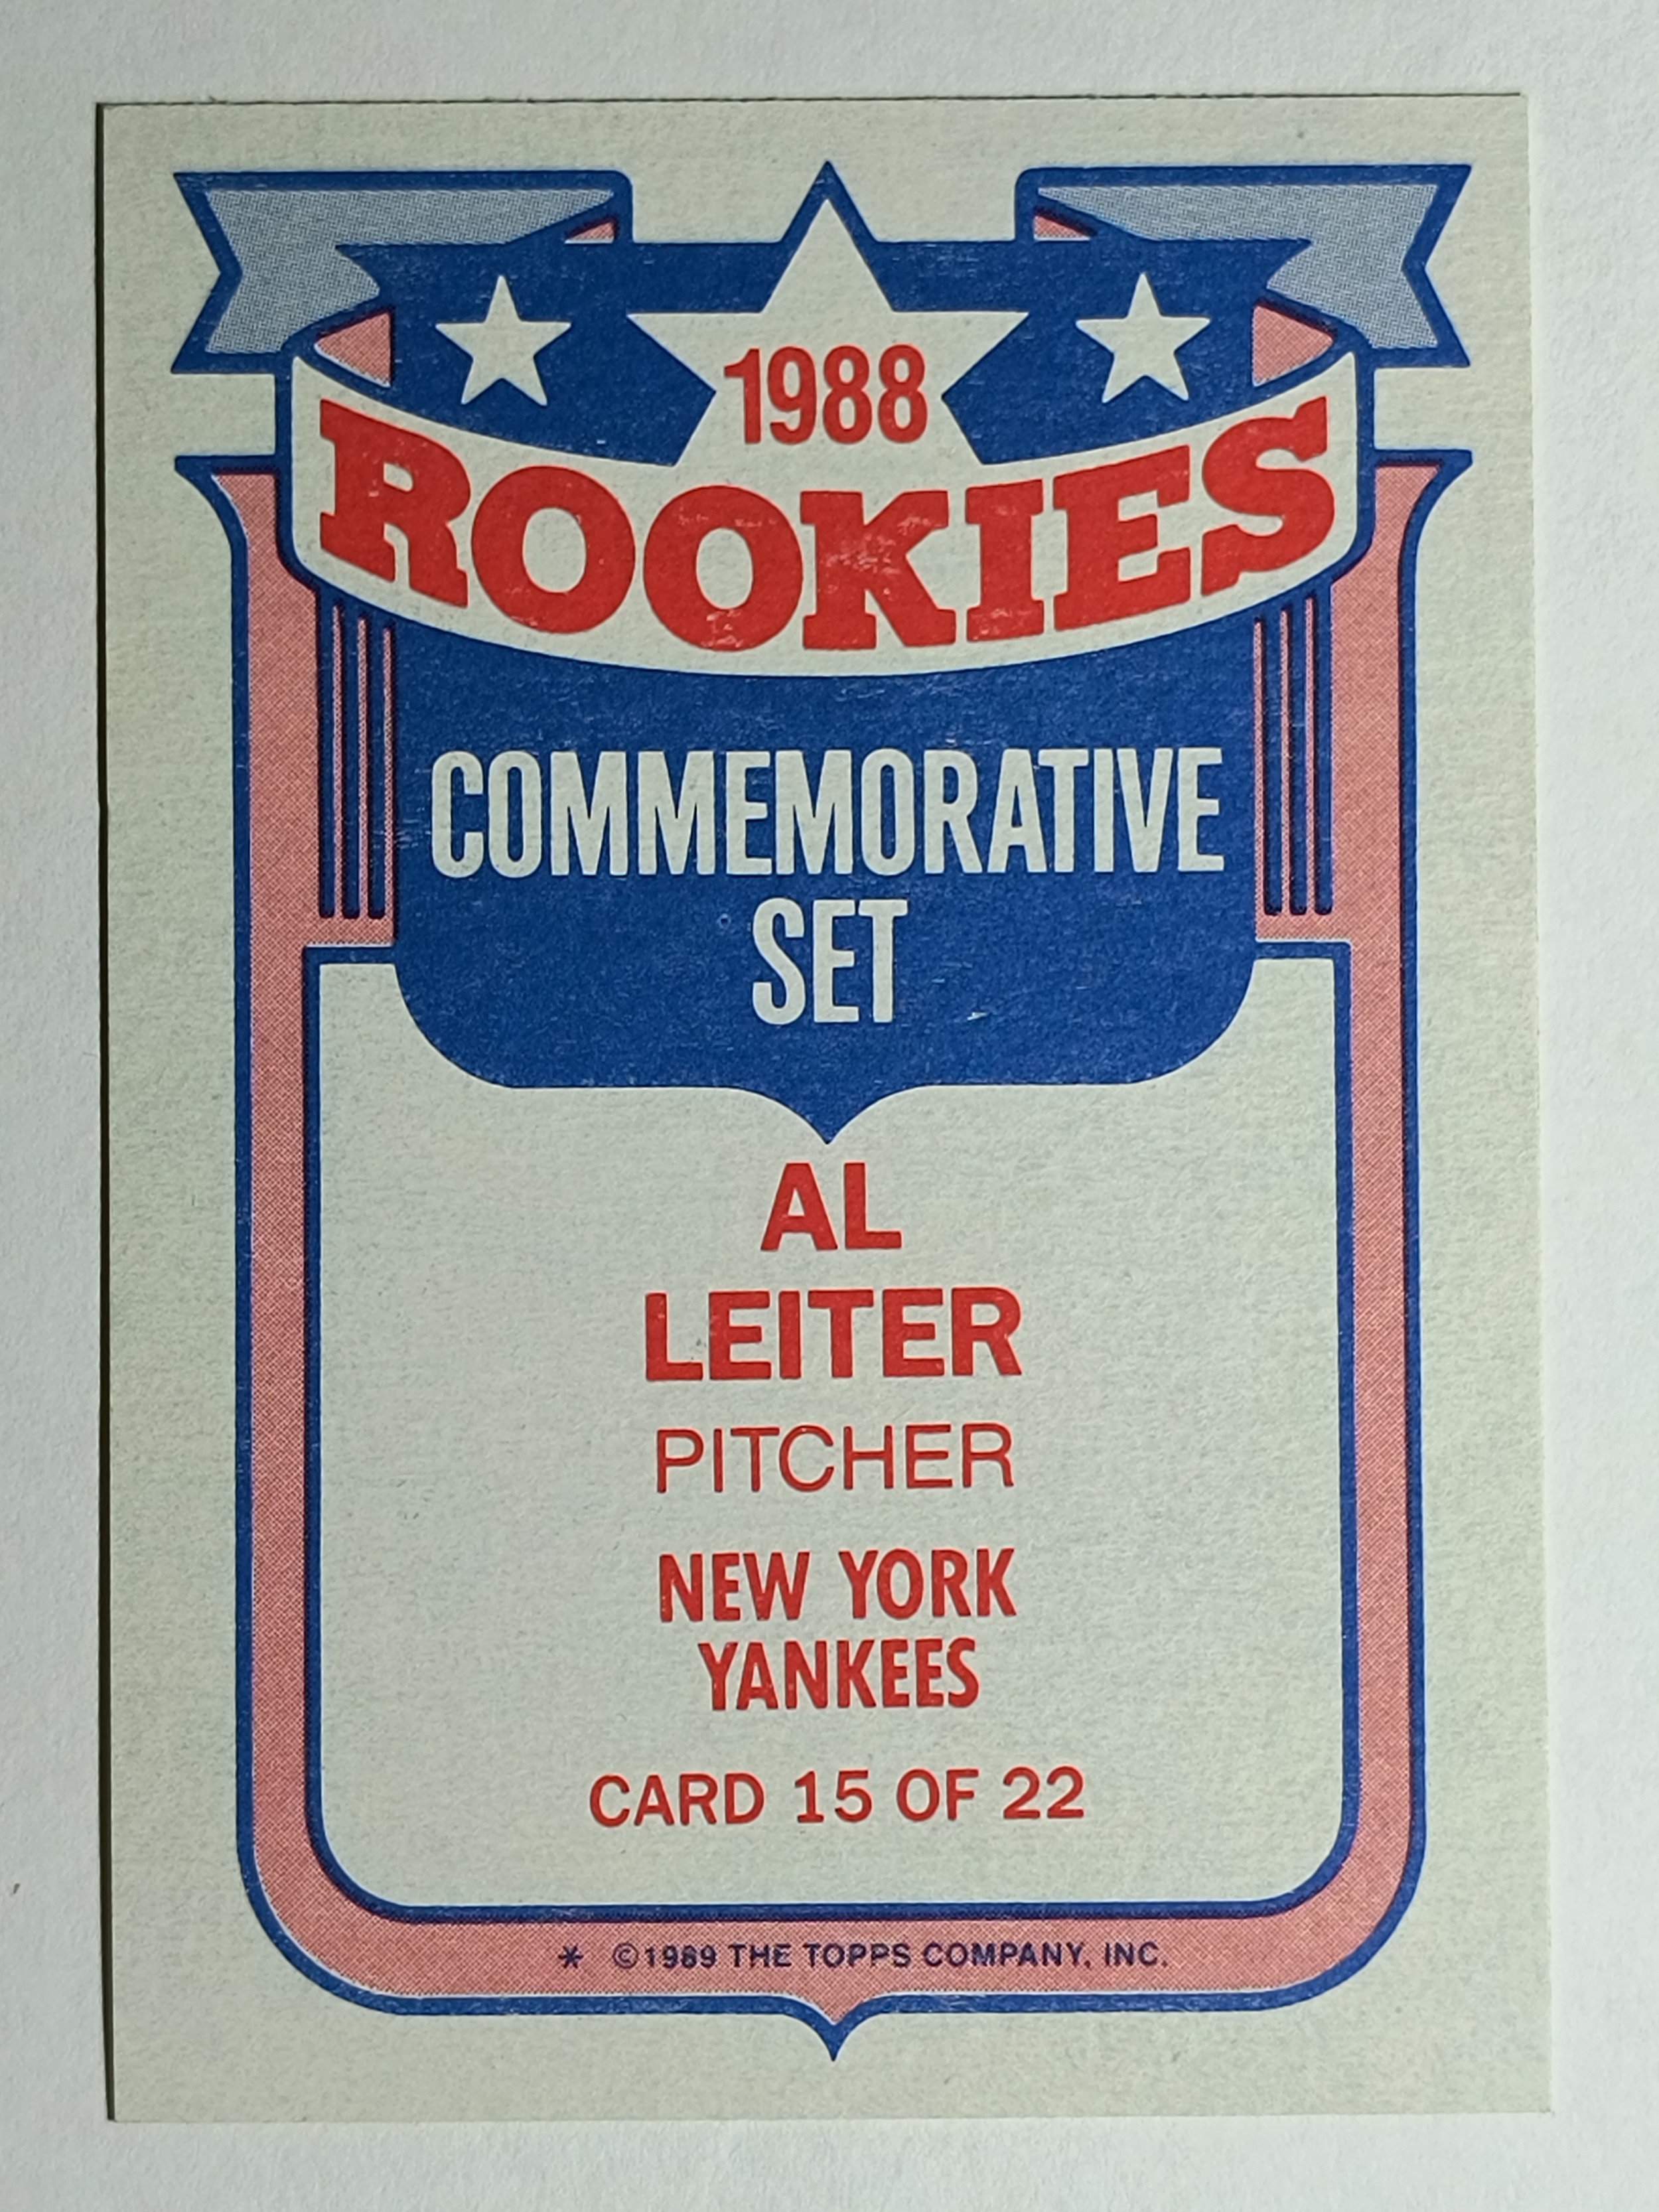 1988
ROOKIES
COMMEMORATIVE
SET
AL
LEITER
PITCHER
NEW YORK
YANKEES
CARD 15 OF 22
* ©1989 THE TOPPS COMPANY, INC.